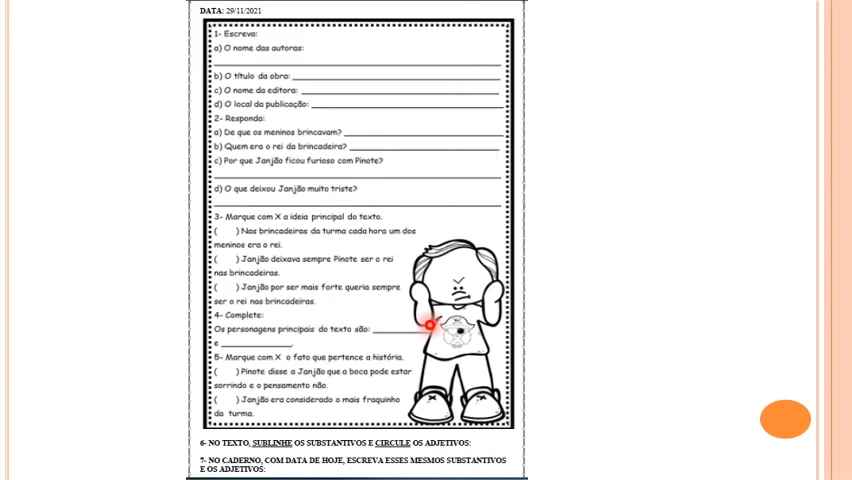 DATA: 29/11/2021
1- Escreva:
a) O nome das autoras:
b) O título da obra:
c) O nome da editora:
d) O local da publicação:
2- Responda:
a) De que os meninos brincavam?
b) Quem era o rei da brincadeira?
c) Por que Janjão ficou furioso com Pinote?
d) O que deixou Janjão muito triste?
3- Marque com X a ideia principal do texto.
( ) Nas brincadeiras da turma cada hora um dos
meninos era o rei.
( ) Janjão deixava sempre Pinote ser o rei
nas brincadeiras.
( ) Janjão por ser mais forte queria sempre
ser o rei nas brincadeiras.
4- Complete:
Os personagens principais do texto são: ____________
e ______________.
5- Marque com X o fato que pertence a história.
( ) Pinote disse a Janjão que a boca pode estar
sorrindo e o pensamento não.
( ) Janjão era considerado o mais fraquinho
da turma.
6- NO TEXTO, SUBLINHE OS SUBSTANTIVOS E CIRCULE OS ADJETIVOS:
7- NO CADERNO, COM DATA DE HOJE, ESCREVA ESSES MESMOS SUBSTANTIVOS
E OS ADJETIVOS: